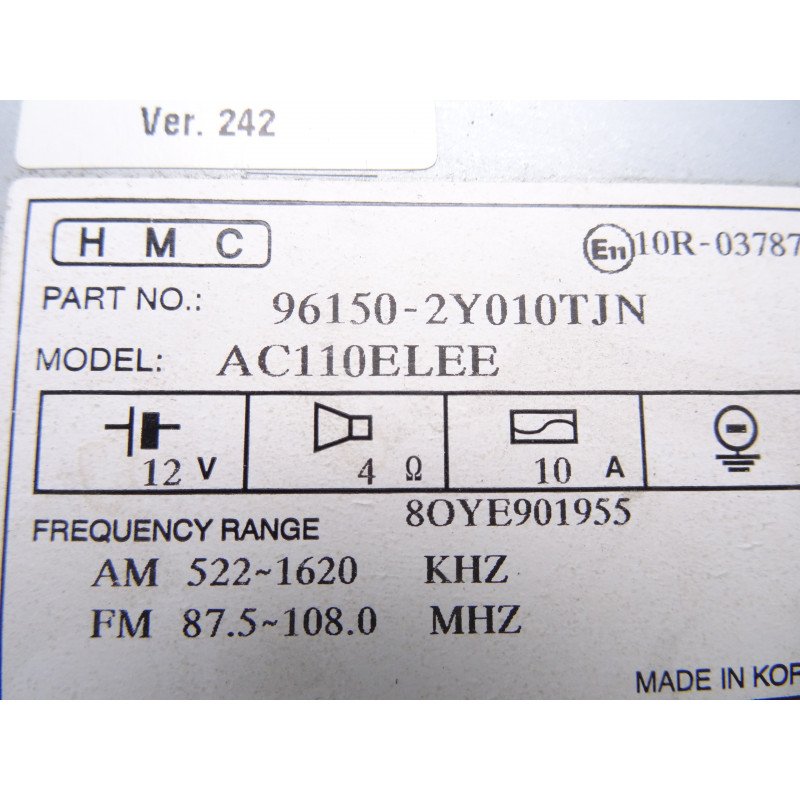 Ver. 242
H M C E11 10R-03787
PART NO.: 96150-2Y010TJN
MODEL: AC110ELEE
12 V 4 Ω 10 A
FREQUENCY RANGE 8OYE901955
AM 522~1620 KHZ
FM 87.5~108.0 MHZ
MADE IN KOR